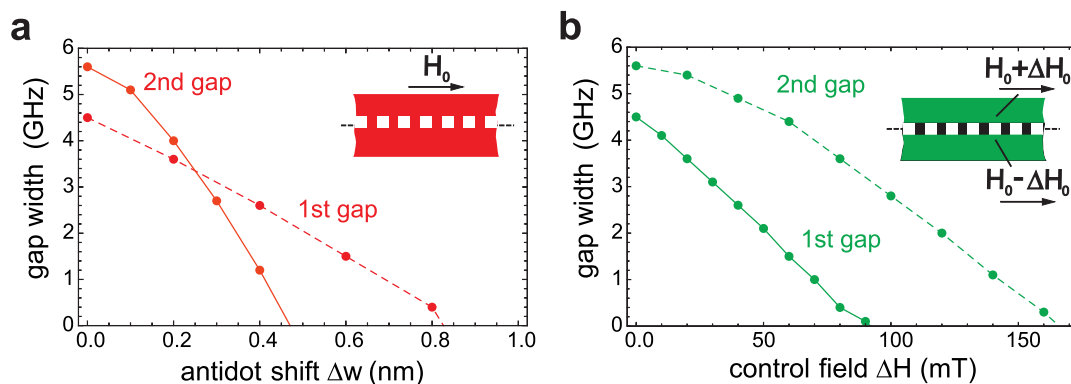 a
6
5
4
3
2
1
0
gap width (GHz)
2nd gap
1st gap
H₀
0.0 0.2 0.4 0.6 0.8 1.0
antidot shift Δw (nm)
b
6
5
4
3
2
1
0
gap width (GHz)
2nd gap
1st gap
H₀+ΔH₀
H₀-ΔH₀
0 50 100 150
control field ΔH (mT)